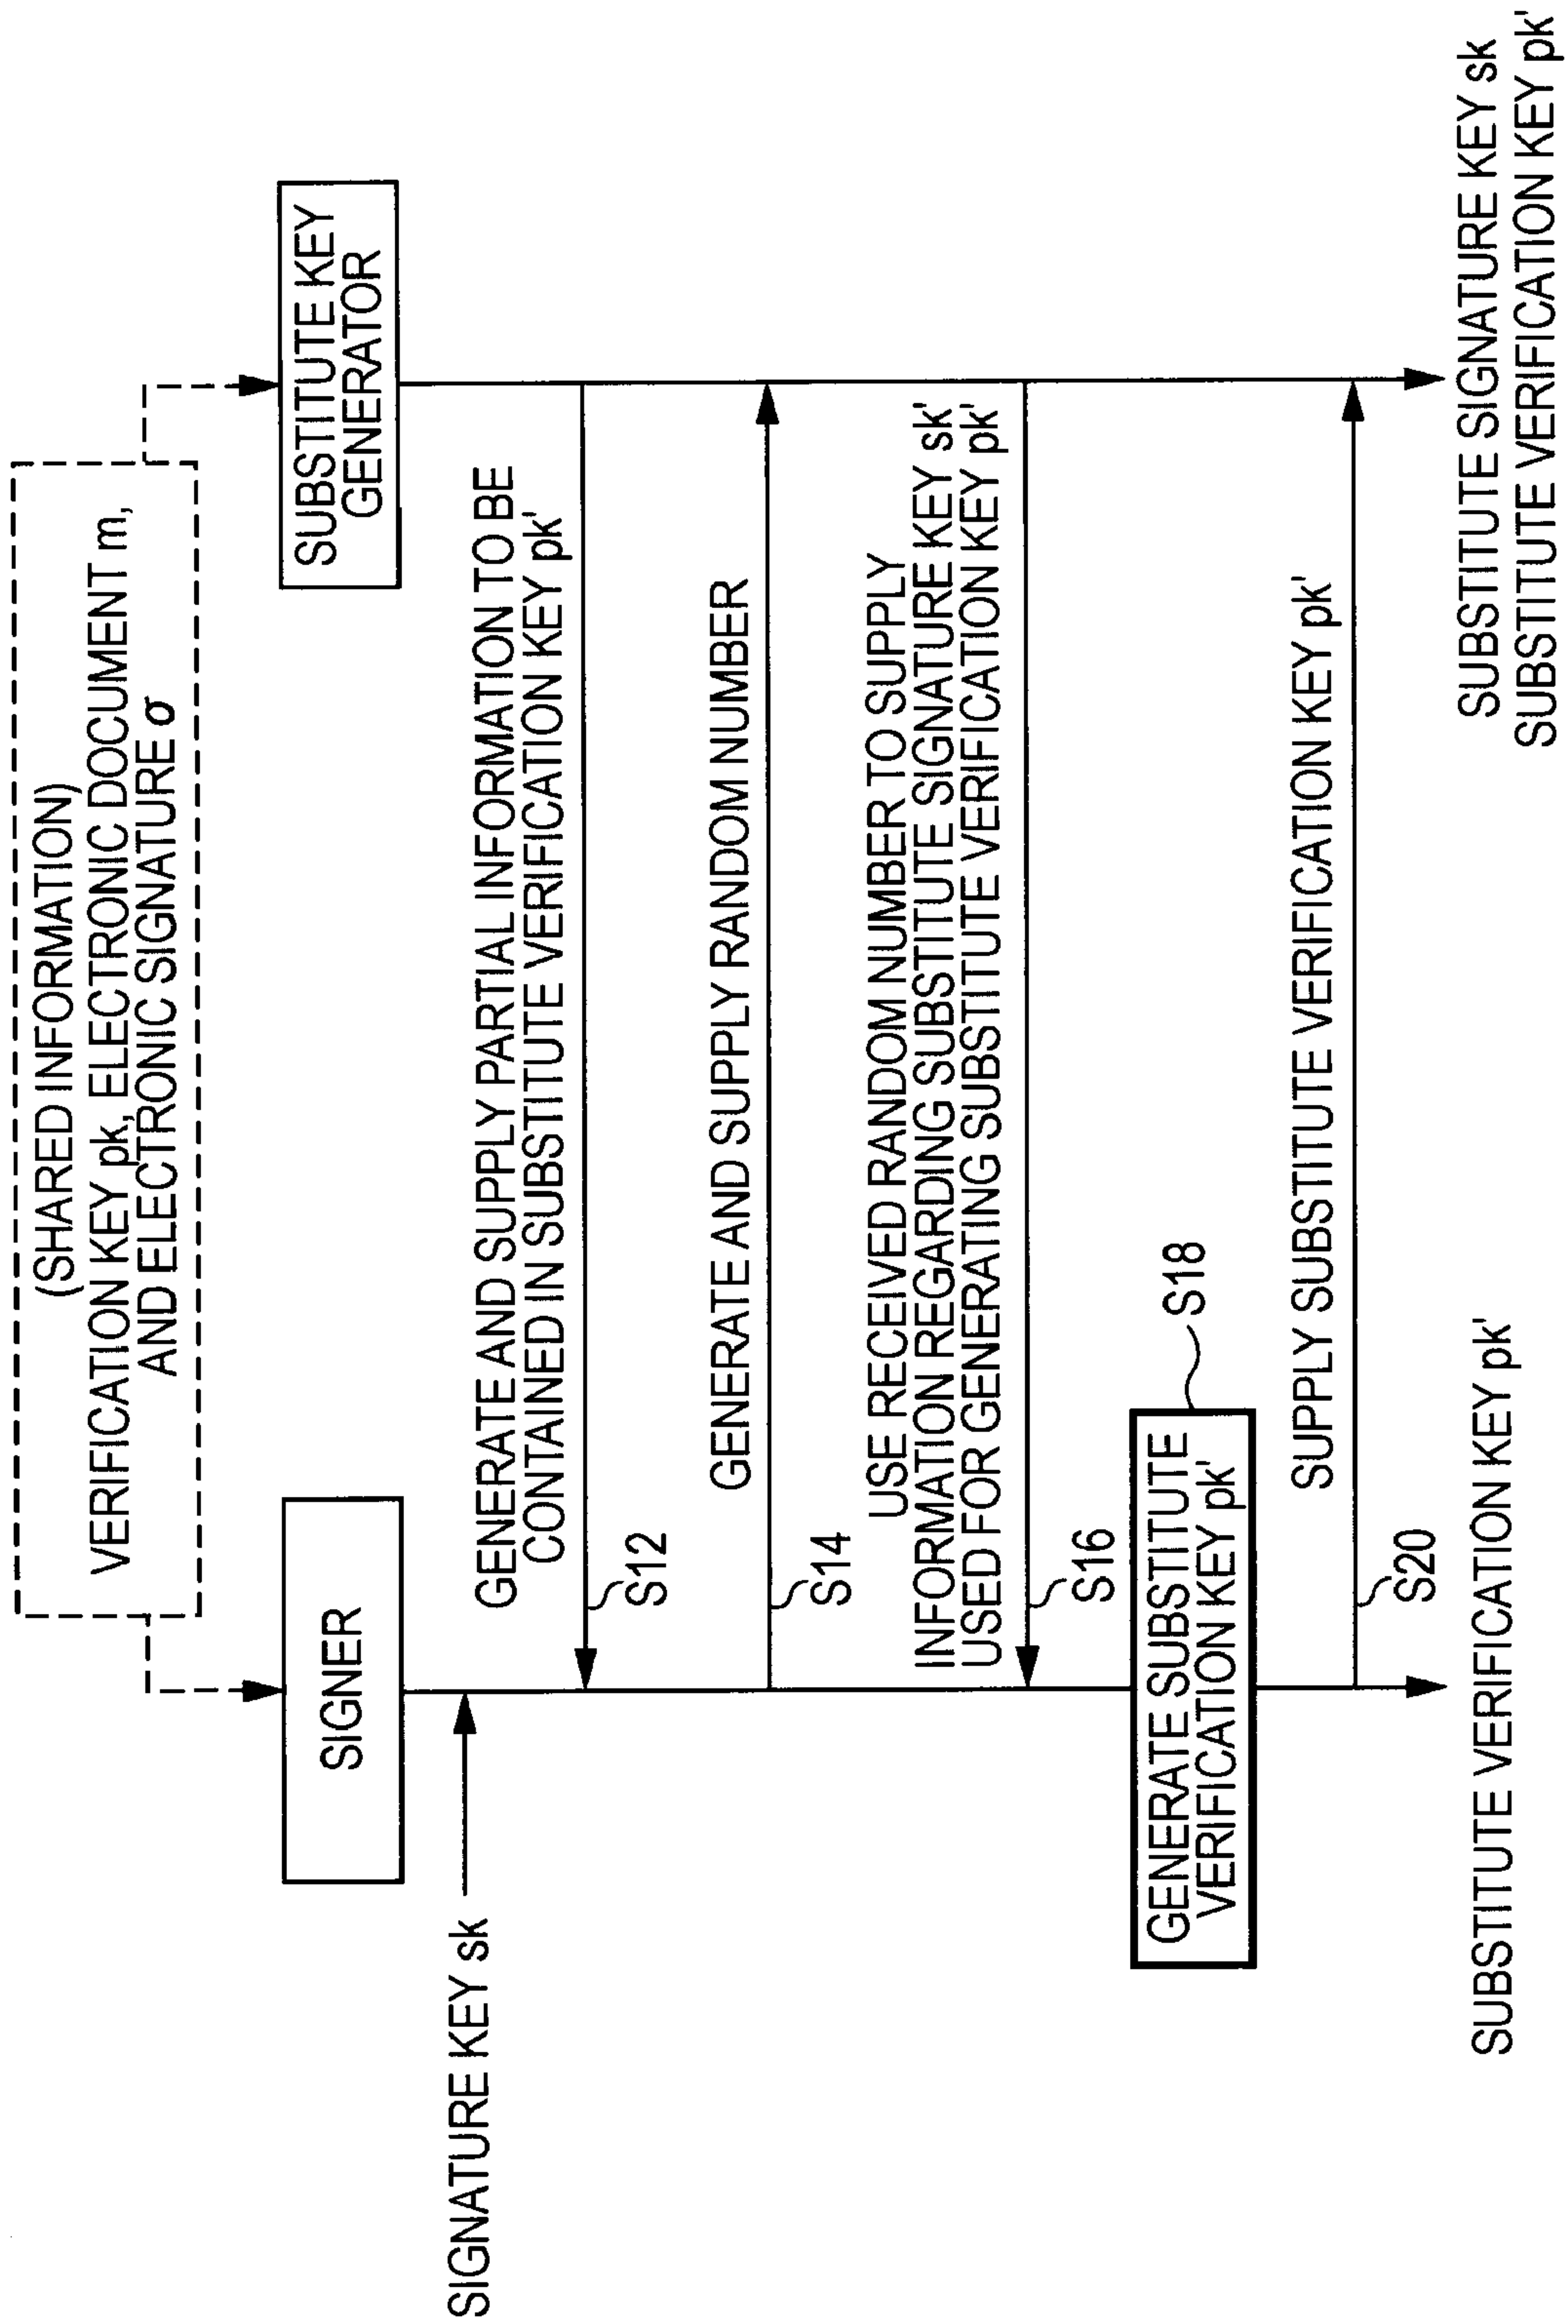 (SHARED INFORMATION)
VERIFICATION KEY pk, ELECTRONIC DOCUMENT m,
AND ELECTRONIC SIGNATURE σ
SIGNER
SUBSTITUTE KEY
GENERATOR
SIGNATURE KEY sk
GENERATE AND SUPPLY PARTIAL INFORMATION TO BE
CONTAINED IN SUBSTITUTE VERIFICATION KEY pk'
S12
GENERATE AND SUPPLY RANDOM NUMBER
S14
USE RECEIVED RANDOM NUMBER TO SUPPLY
INFORMATION REGARDING SUBSTITUTE SIGNATURE KEY sk'
USED FOR GENERATING SUBSTITUTE VERIFICATION KEY pk'
S16
GENERATE SUBSTITUTE
VERIFICATION KEY pk'
S18
SUPPLY SUBSTITUTE VERIFICATION KEY pk'
S20
SUBSTITUTE VERIFICATION KEY pk'
SUBSTITUTE SIGNATURE KEY sk
SUBSTITUTE VERIFICATION KEY pk'